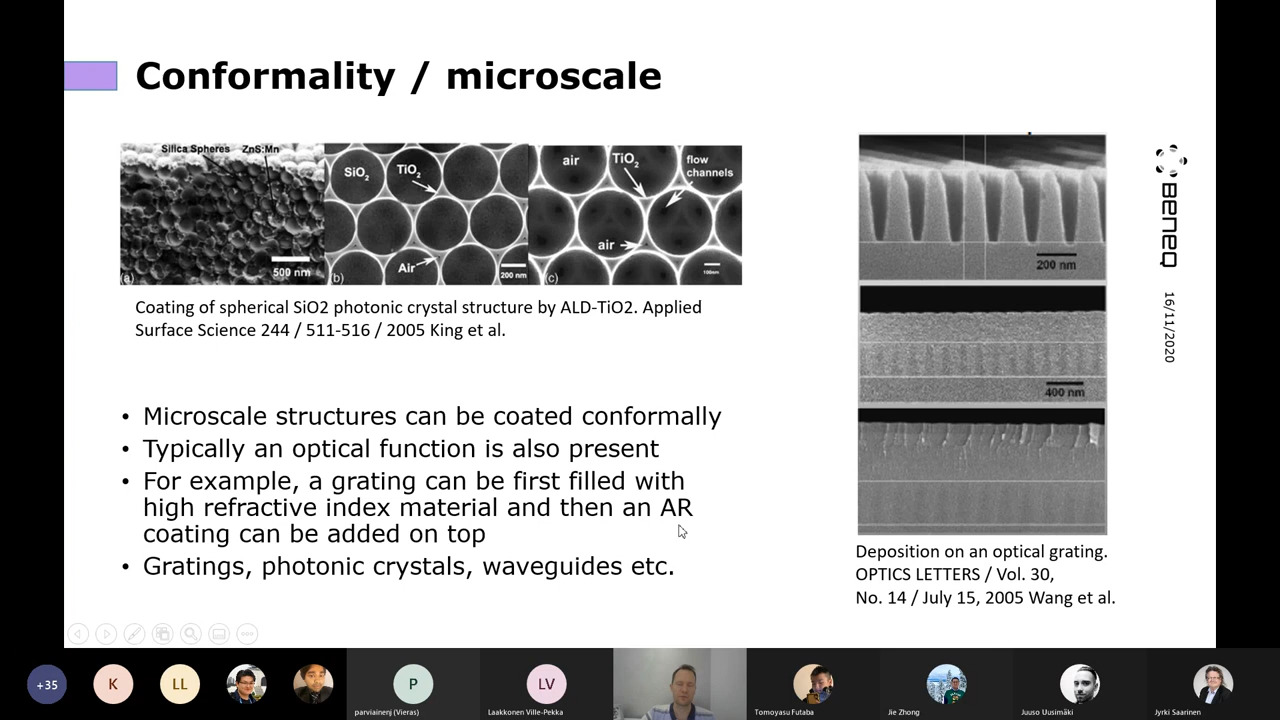 Conformality / microscale
Silica Spheres ZnS:Mn
500 nm
(a)
SiO2 TiO2
Air
200 nm
(b)
air TiO2 flow channels
air
100nm
(c)
Coating of spherical SiO2 photonic crystal structure by ALD-TiO2. Applied
Surface Science 244 / 511-516 / 2005 King et al.
• Microscale structures can be coated conformally
• Typically an optical function is also present
• For example, a grating can be first filled with
high refractive index material and then an AR
coating can be added on top
• Gratings, photonic crystals, waveguides etc.
200 nm
400 nm
Deposition on an optical grating.
OPTICS LETTERS / Vol. 30,
No. 14 / July 15, 2005 Wang et al.
BENEQ
16/11/2020
+35
K
LL
P
parviainenj (Vieras)
LV
Laakkonen Ville-Pekka
Tomoyasu Futaba
Jie Zhong
Juuso Uusimäki
Jyrki Saarinen